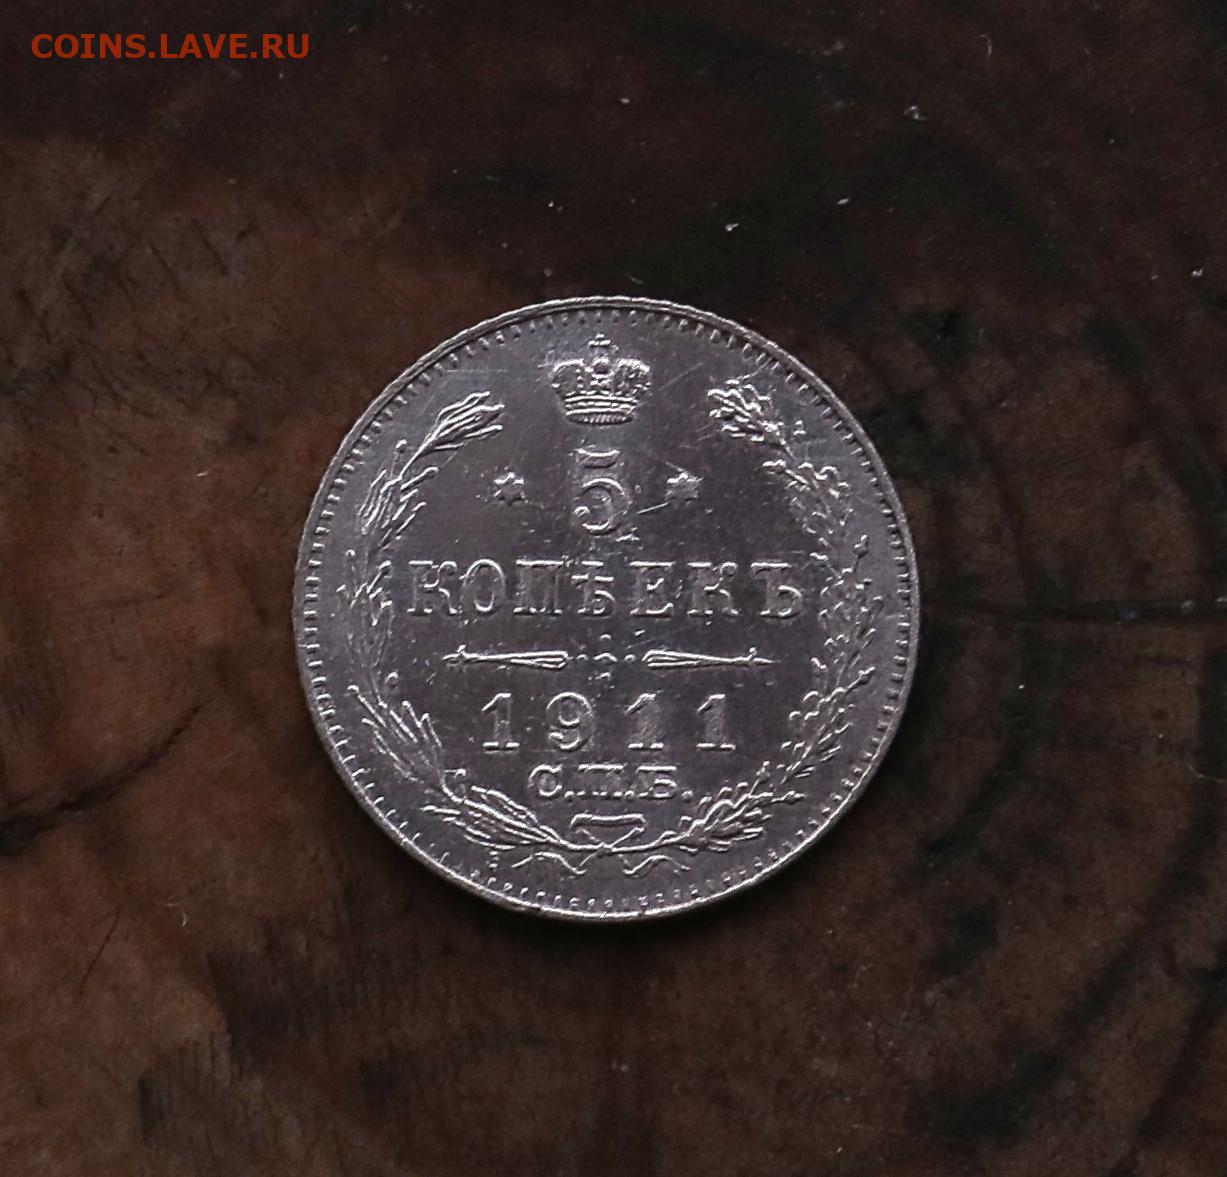 COINS.LAVE.RU
5
КОПѢЕКЪ
1911
С.П.Б.